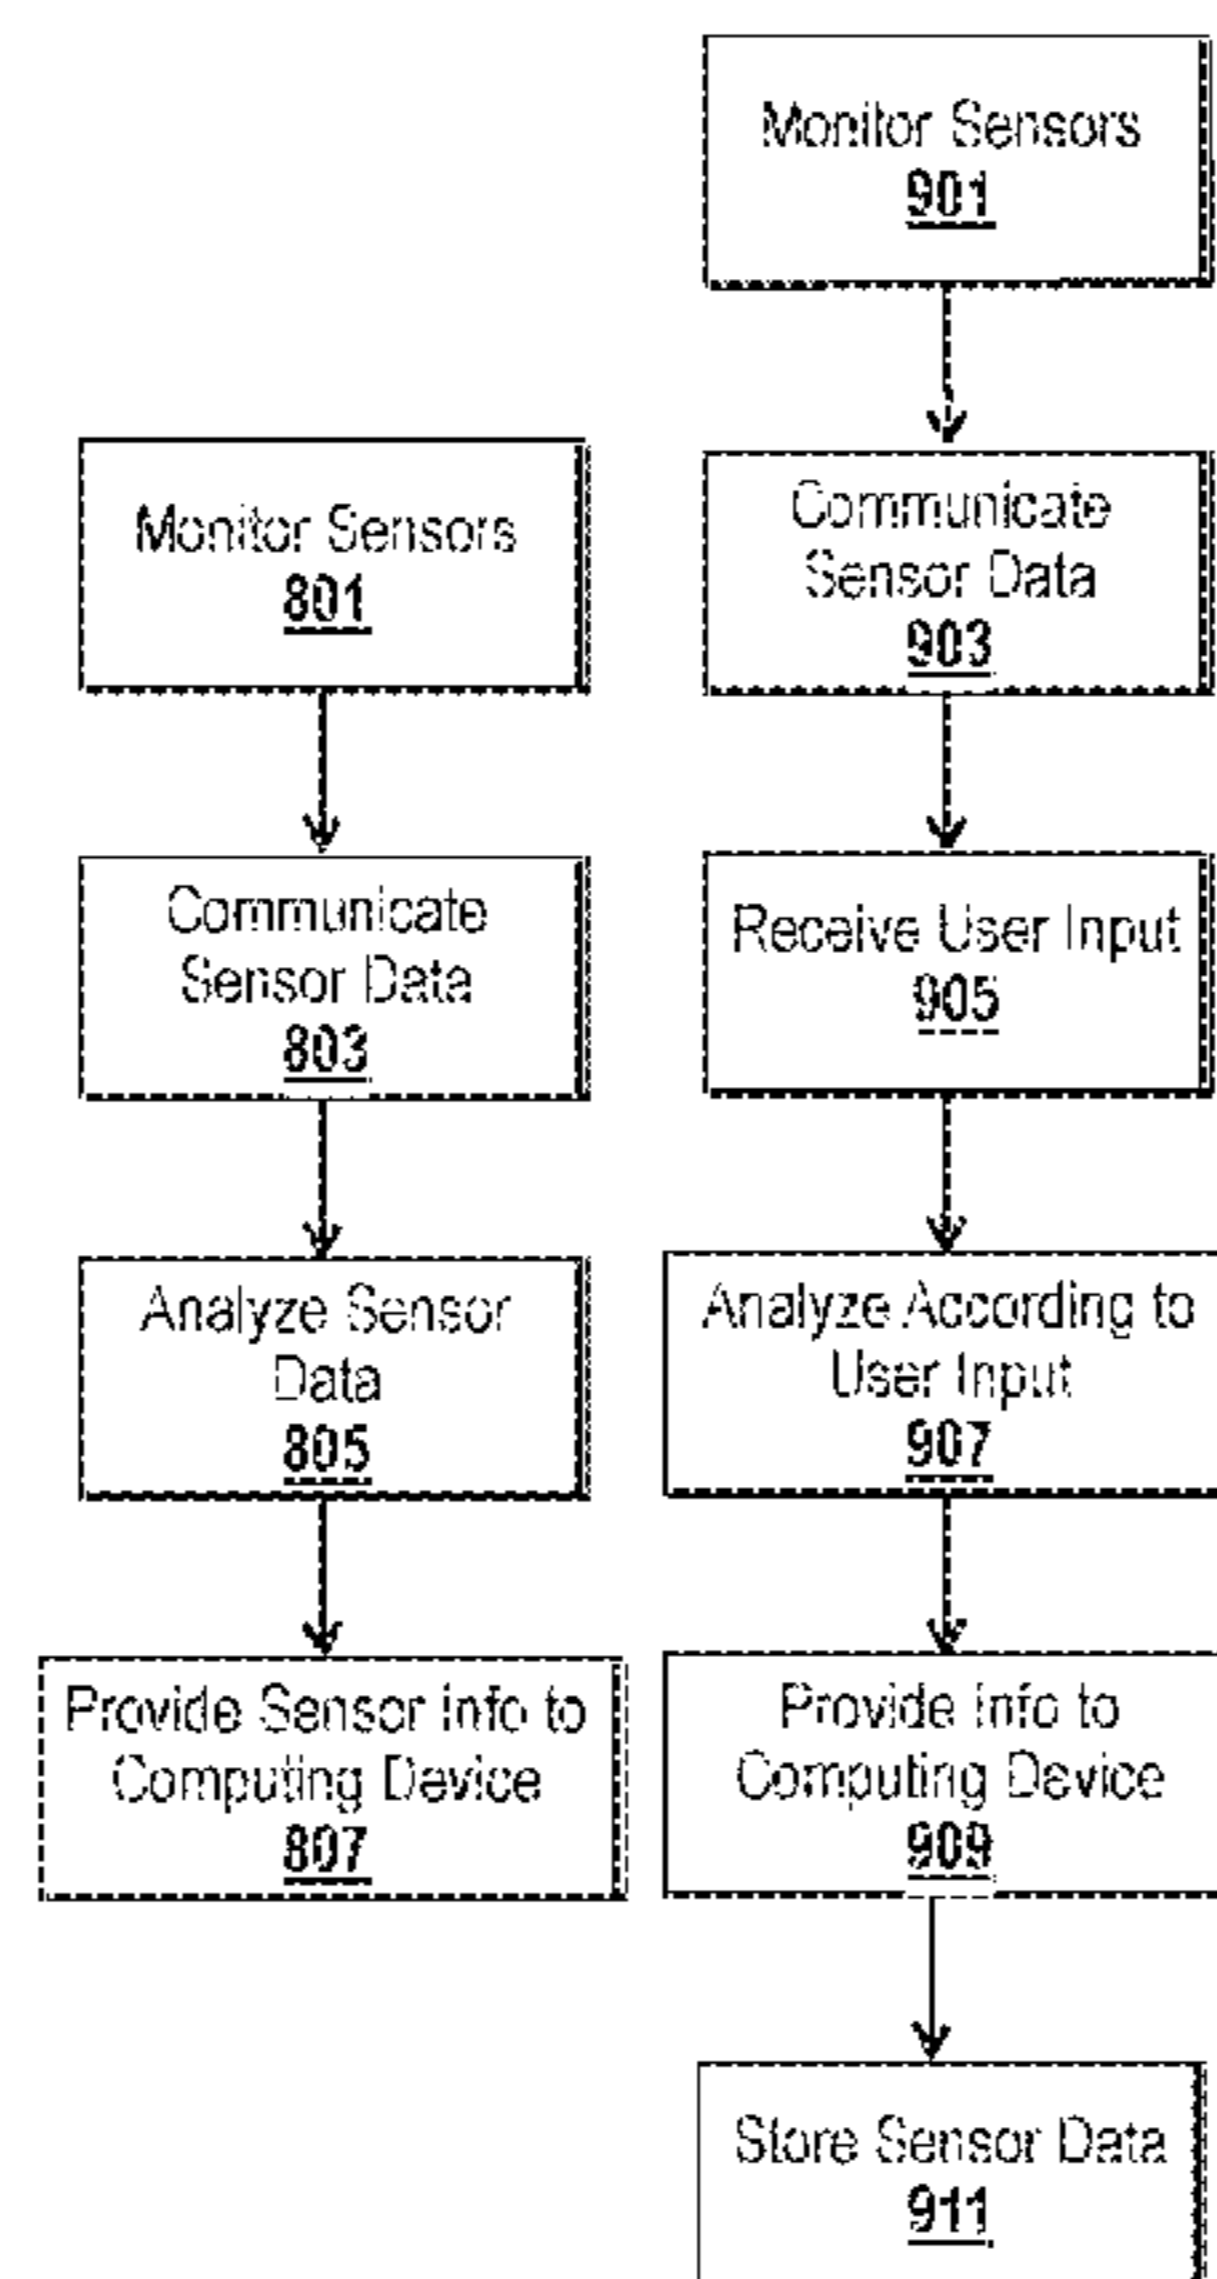 Monitor Sensors
801
Communicate
Sensor Data
803
Analyze Sensor
Data
805
Provide Sensor Info to
Computing Device
807
Monitor Sensors
901
Communicate
Sensor Data
903
Receive User Input
905
Analyze According to
User Input
907
Provide Info to
Computing Device
909
Store Sensor Data
911